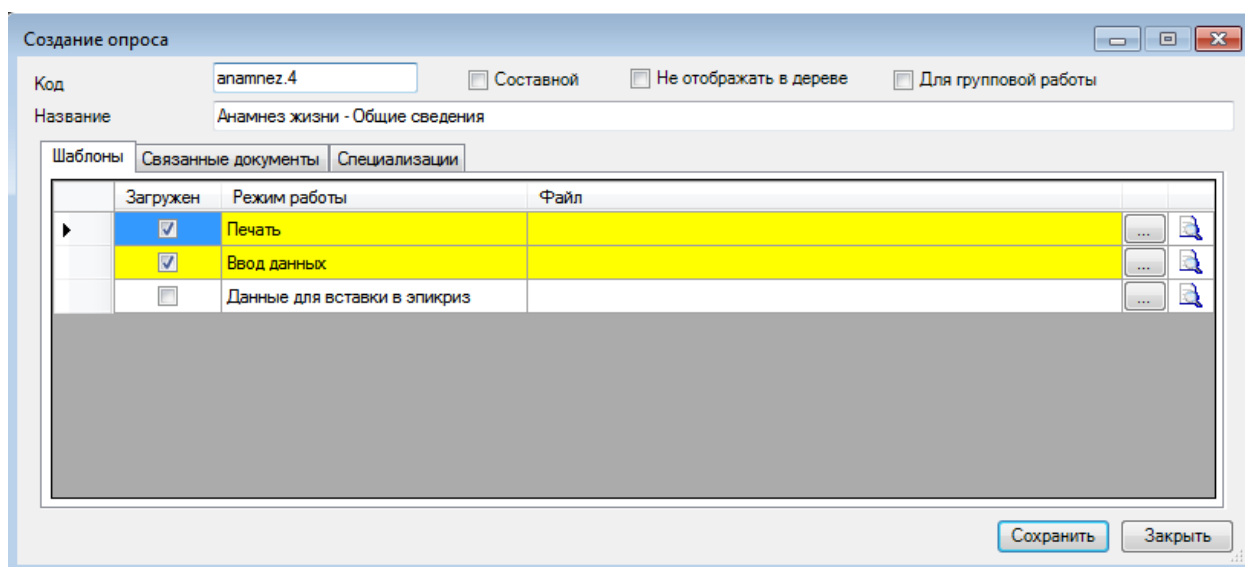 Создание опроса
Код anamnez.4 Составной Не отображать в дереве Для групповой работы
Название Анамнез жизни - Общие сведения
Шаблоны Связанные документы Специализации
Загружен Режим работы Файл
Печать ...
Ввод данных ...
Данные для вставки в эпикриз ...
Сохранить Закрыть